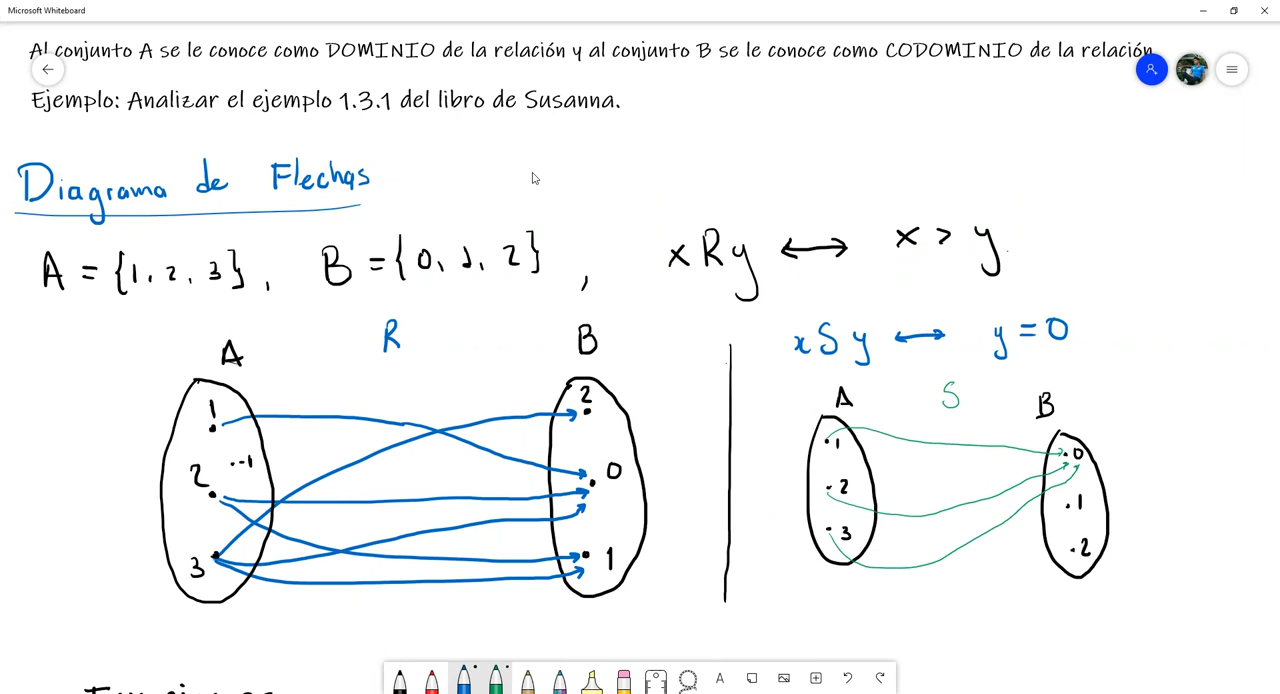 Microsoft Whiteboard
Al conjunto A se le conoce como DOMINIO de la relación y al conjunto B se le conoce como CODOMINIO de la relación
Ejemplo: Analizar el ejemplo 1.3.1 del libro de Susanna.
Diagrama de Flechas
A = {1, 2, 3}, B = {0, 1, 2}, x R y ↔ x > y
x S y ↔ y = 0
A R B
A S B
1 2
·-1
2 0
3 1
·1 ·0
·2 ·1
·3 ·2
A